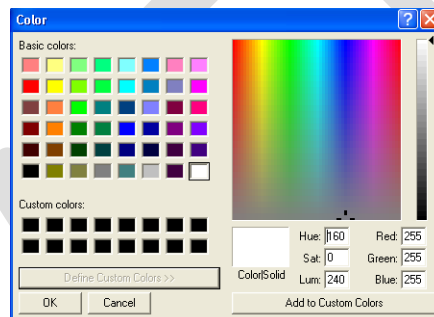 Color
Basic colors:
Custom colors:
Define Custom Colors >>
OK Cancel
Color|Solid
Hue: 160 Red: 255
Sat: 0 Green: 255
Lum: 240 Blue: 255
Add to Custom Colors